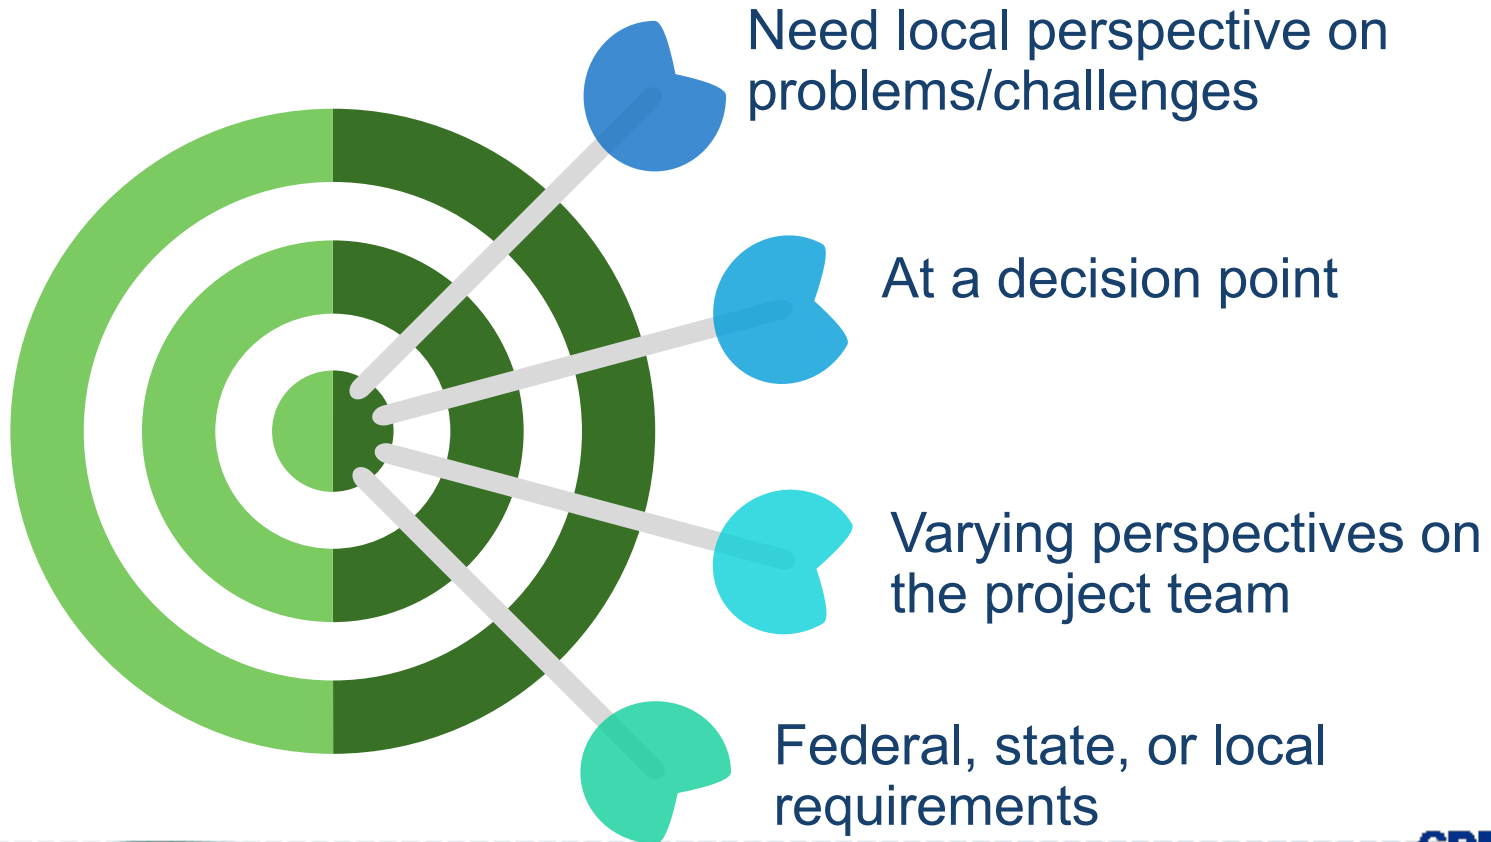 Need local perspective on
problems/challenges
At a decision point
Varying perspectives on
the project team
Federal, state, or local
requirements